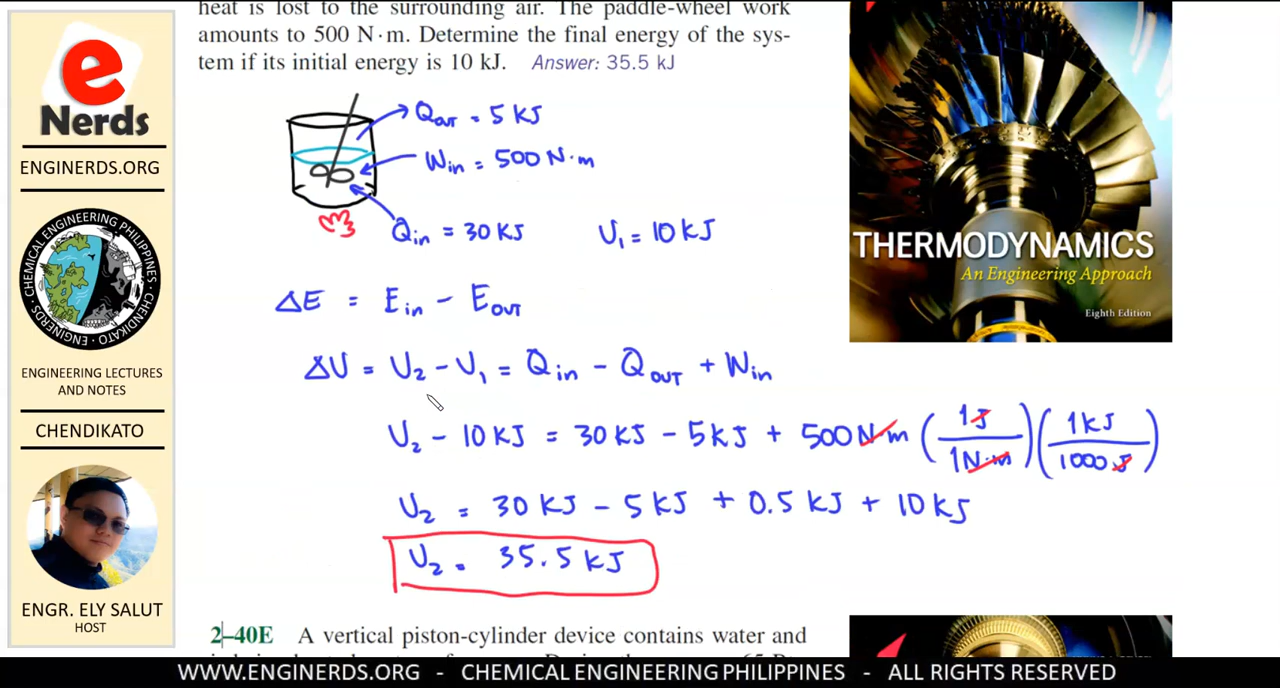 heat is lost to the surrounding air. The paddle-wheel work
amounts to 500 N·m. Determine the final energy of the sys-
tem if its initial energy is 10 kJ. Answer: 35.5 kJ
e
Nerds
ENGINERDS.ORG
CHEMICAL ENGINEERING PHILIPPINES
CHENDIKATO ENGINERDS.ORG
ENGINEERING LECTURES
AND NOTES
CHENDIKATO
ENGR. ELY SALUT
HOST
QOUT = 5 KJ
Win = 500 N·m
Qin = 30 KJ U1 = 10 KJ
ΔE = Ein - EOUT
ΔU = U2 - U1 = Qin - QOUT + Win
U2 - 10 KJ = 30 KJ - 5 KJ + 500 N·m (1J/1N·m)(1KJ/1000J)
U2 = 30 KJ - 5 KJ + 0.5 KJ + 10 KJ
U2 = 35.5 KJ
THERMODYNAMICS
An Engineering Approach
Eighth Edition
2-40E A vertical piston-cylinder device contains water and
WWW.ENGINERDS.ORG - CHEMICAL ENGINEERING PHILIPPINES - ALL RIGHTS RESERVED